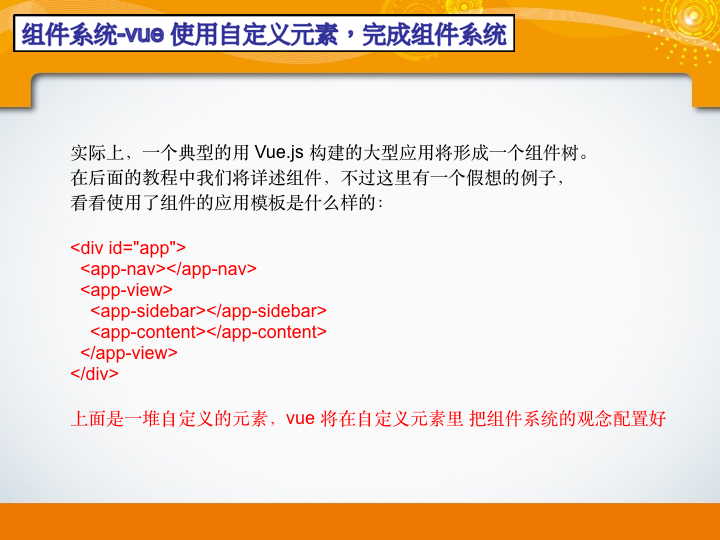 组件系统-vue 使用自定义元素，完成组件系统
实际上，一个典型的用 Vue.js 构建的大型应用将形成一个组件树。
在后面的教程中我们将详述组件，不过这里有一个假想的例子，
看看使用了组件的应用模板是什么样的：
<div id="app">
  <app-nav></app-nav>
  <app-view>
    <app-sidebar></app-sidebar>
    <app-content></app-content>
  </app-view>
</div>
上面是一堆自定义的元素，vue 将在自定义元素里 把组件系统的观念配置好